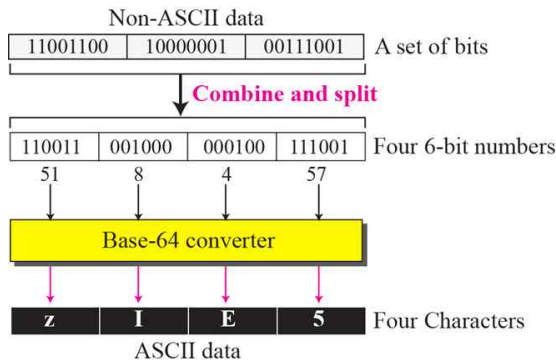 Non-ASCII data
11001100 10000001 00111001 A set of bits
Combine and split
110011 001000 000100 111001 Four 6-bit numbers
51 8 4 57
Base-64 converter
z I E 5 Four Characters
ASCII data